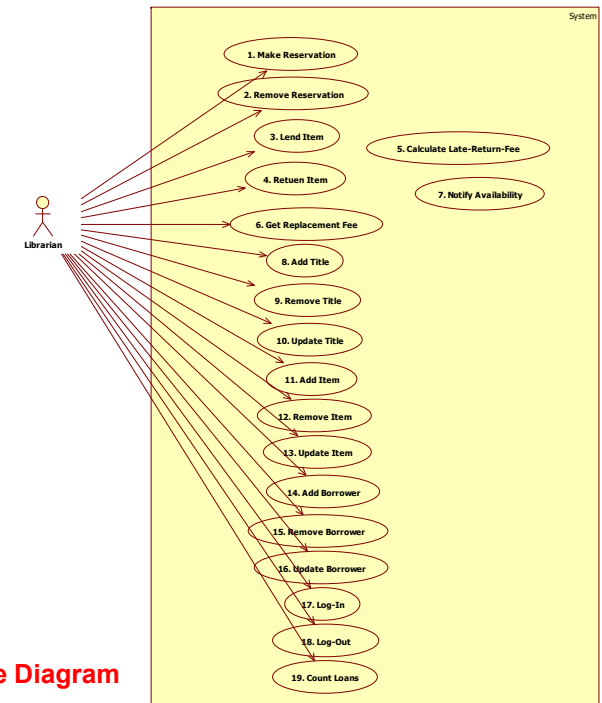 System
1. Make Reservation
2. Remove Reservation
3. Lend Item
5. Calculate Late-Return-Fee
4. Retuen Item
7. Notify Availability
6. Get Replacement Fee
Librarian
8. Add Title
9. Remove Title
10. Update Title
11. Add Item
12. Remove Item
13. Update Item
14. Add Borrower
15. Remove Borrower
16. Update Borrower
17. Log-In
18. Log-Out
e Diagram
19. Count Loans